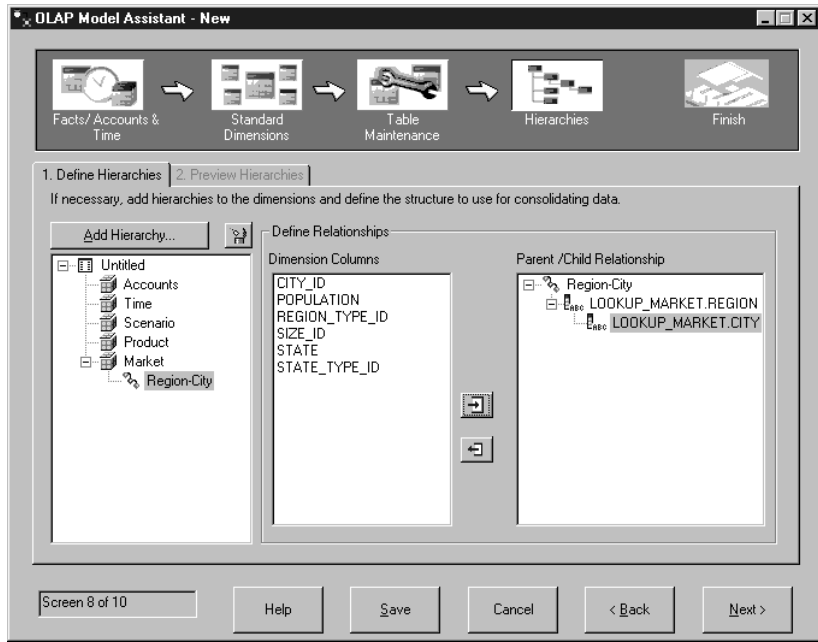 OLAP Model Assistant - New
Facts/Accounts &
Time
Standard
Dimensions
Table
Maintenance
Hierarchies
Finish
1. Define Hierarchies
2. Preview Hierarchies
If necessary, add hierarchies to the dimensions and define the structure to use for consolidating data.
Add Hierarchy...
Untitled
Accounts
Time
Scenario
Product
Market
Region-City
Define Relationships
Dimension Columns
CITY_ID
POPULATION
REGION_TYPE_ID
SIZE_ID
STATE
STATE_TYPE_ID
Parent /Child Relationship
Region-City
ABC LOOKUP_MARKET.REGION
ABC LOOKUP_MARKET.CITY
Screen 8 of 10
Help
Save
Cancel
< Back
Next >